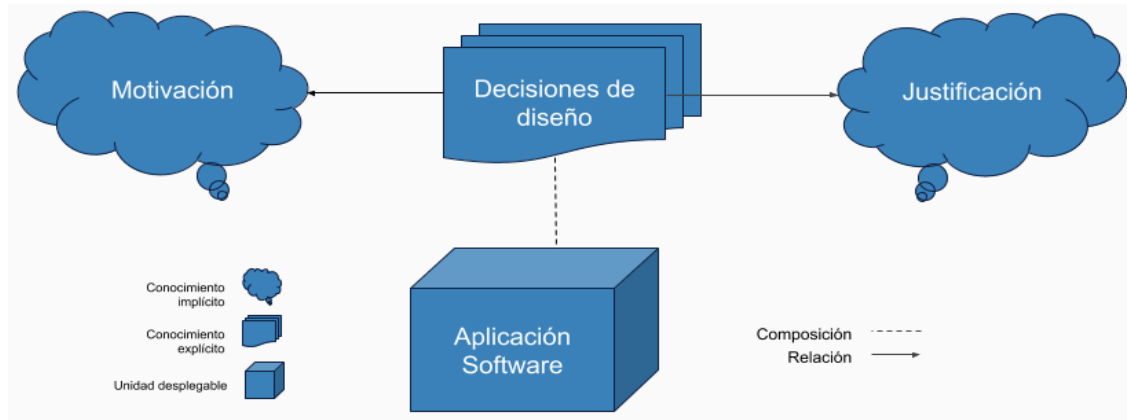 Motivación
Decisiones de
diseño
Justificación
Aplicación
Software
Conocimiento
implícito
Conocimiento
explícito
Unidad desplegable
Composición
Relación